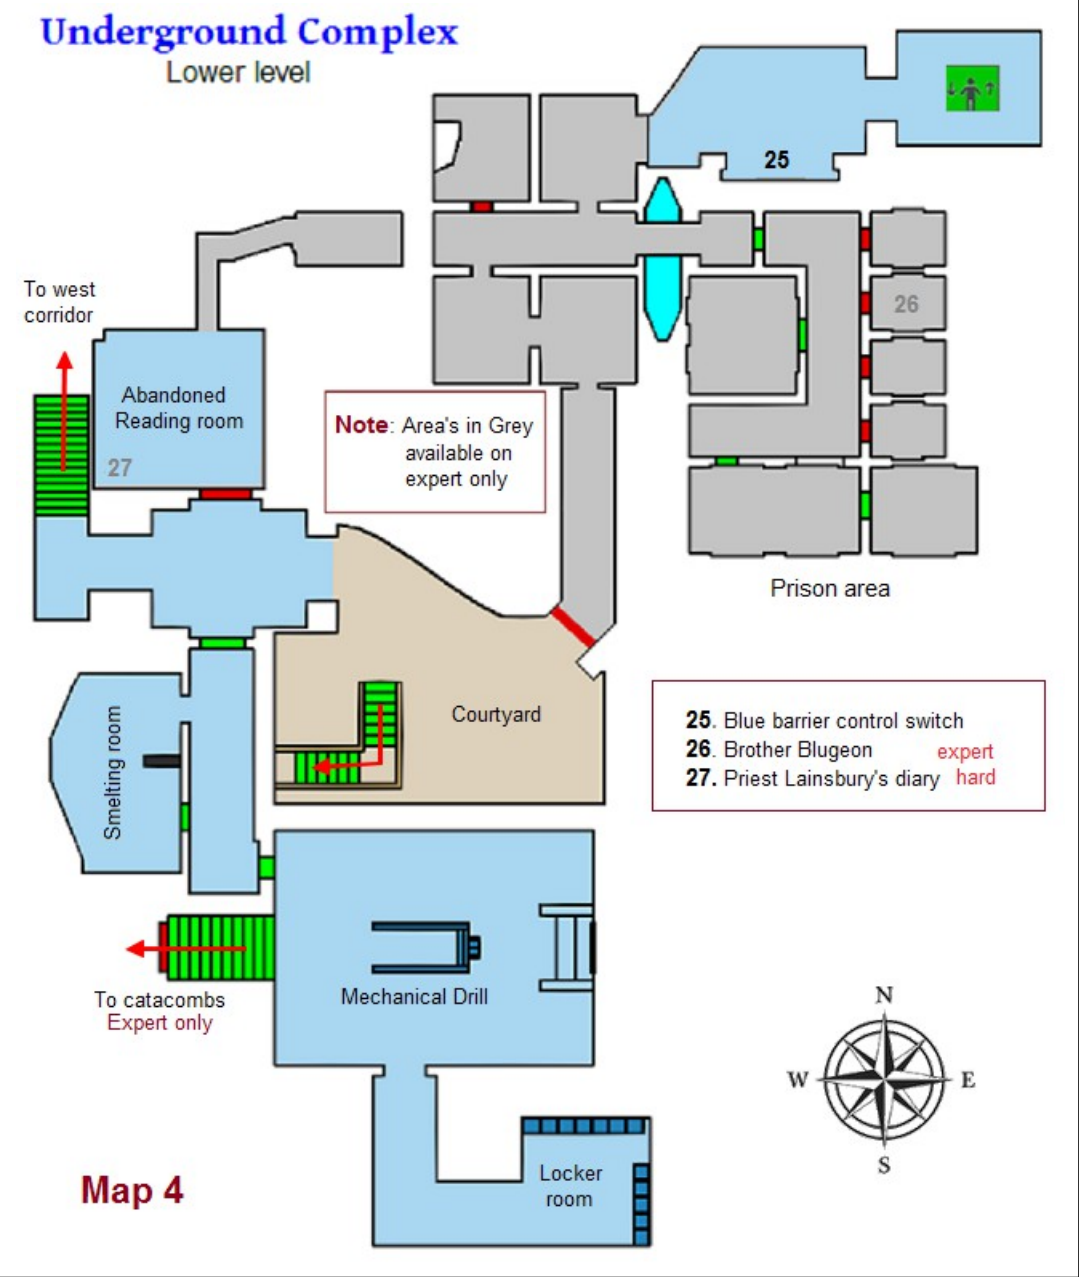 Underground Complex
Lower level
25
To west
corridor
26
Abandoned
Reading room
27
Note: Area's in Grey
available on
expert only
Prison area
Smelting room
Courtyard
25. Blue barrier control switch
26. Brother Blugeon expert
27. Priest Lainsbury's diary hard
To catacombs
Expert only
Mechanical Drill
N
W
E
S
Locker
room
Map 4